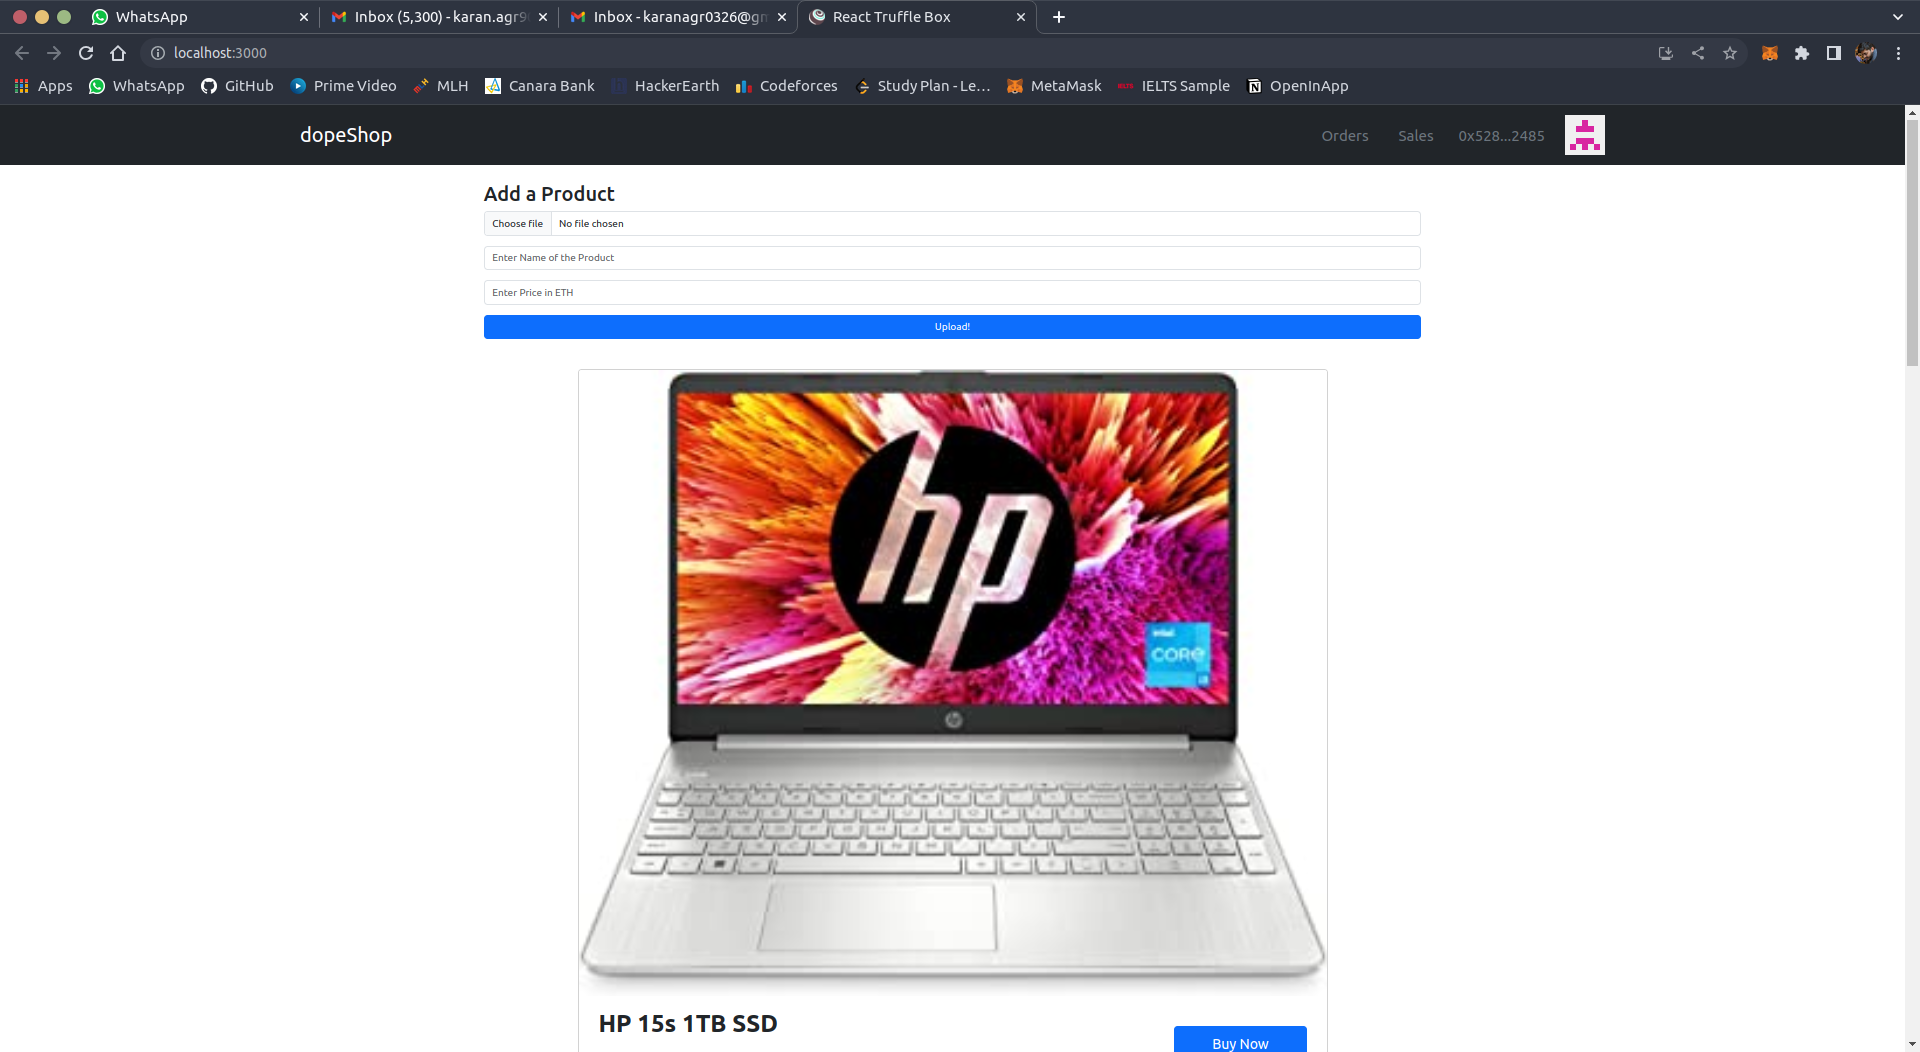 WhatsApp
Inbox (5,300) - karan.agr9
Inbox - karanagr0326@gm
React Truffle Box
localhost:3000
Apps
WhatsApp
GitHub
Prime Video
MLH
Canara Bank
HackerEarth
Codeforces
Study Plan - Le...
MetaMask
IELTS Sample
OpenInApp
dopeShop
Orders
Sales
0x528...2485
Add a Product
Choose file
No file chosen
Enter Name of the Product
Enter Price in ETH
Upload!
hp
intel
CORE
i3
hp
HP 15s 1TB SSD
Buy Now